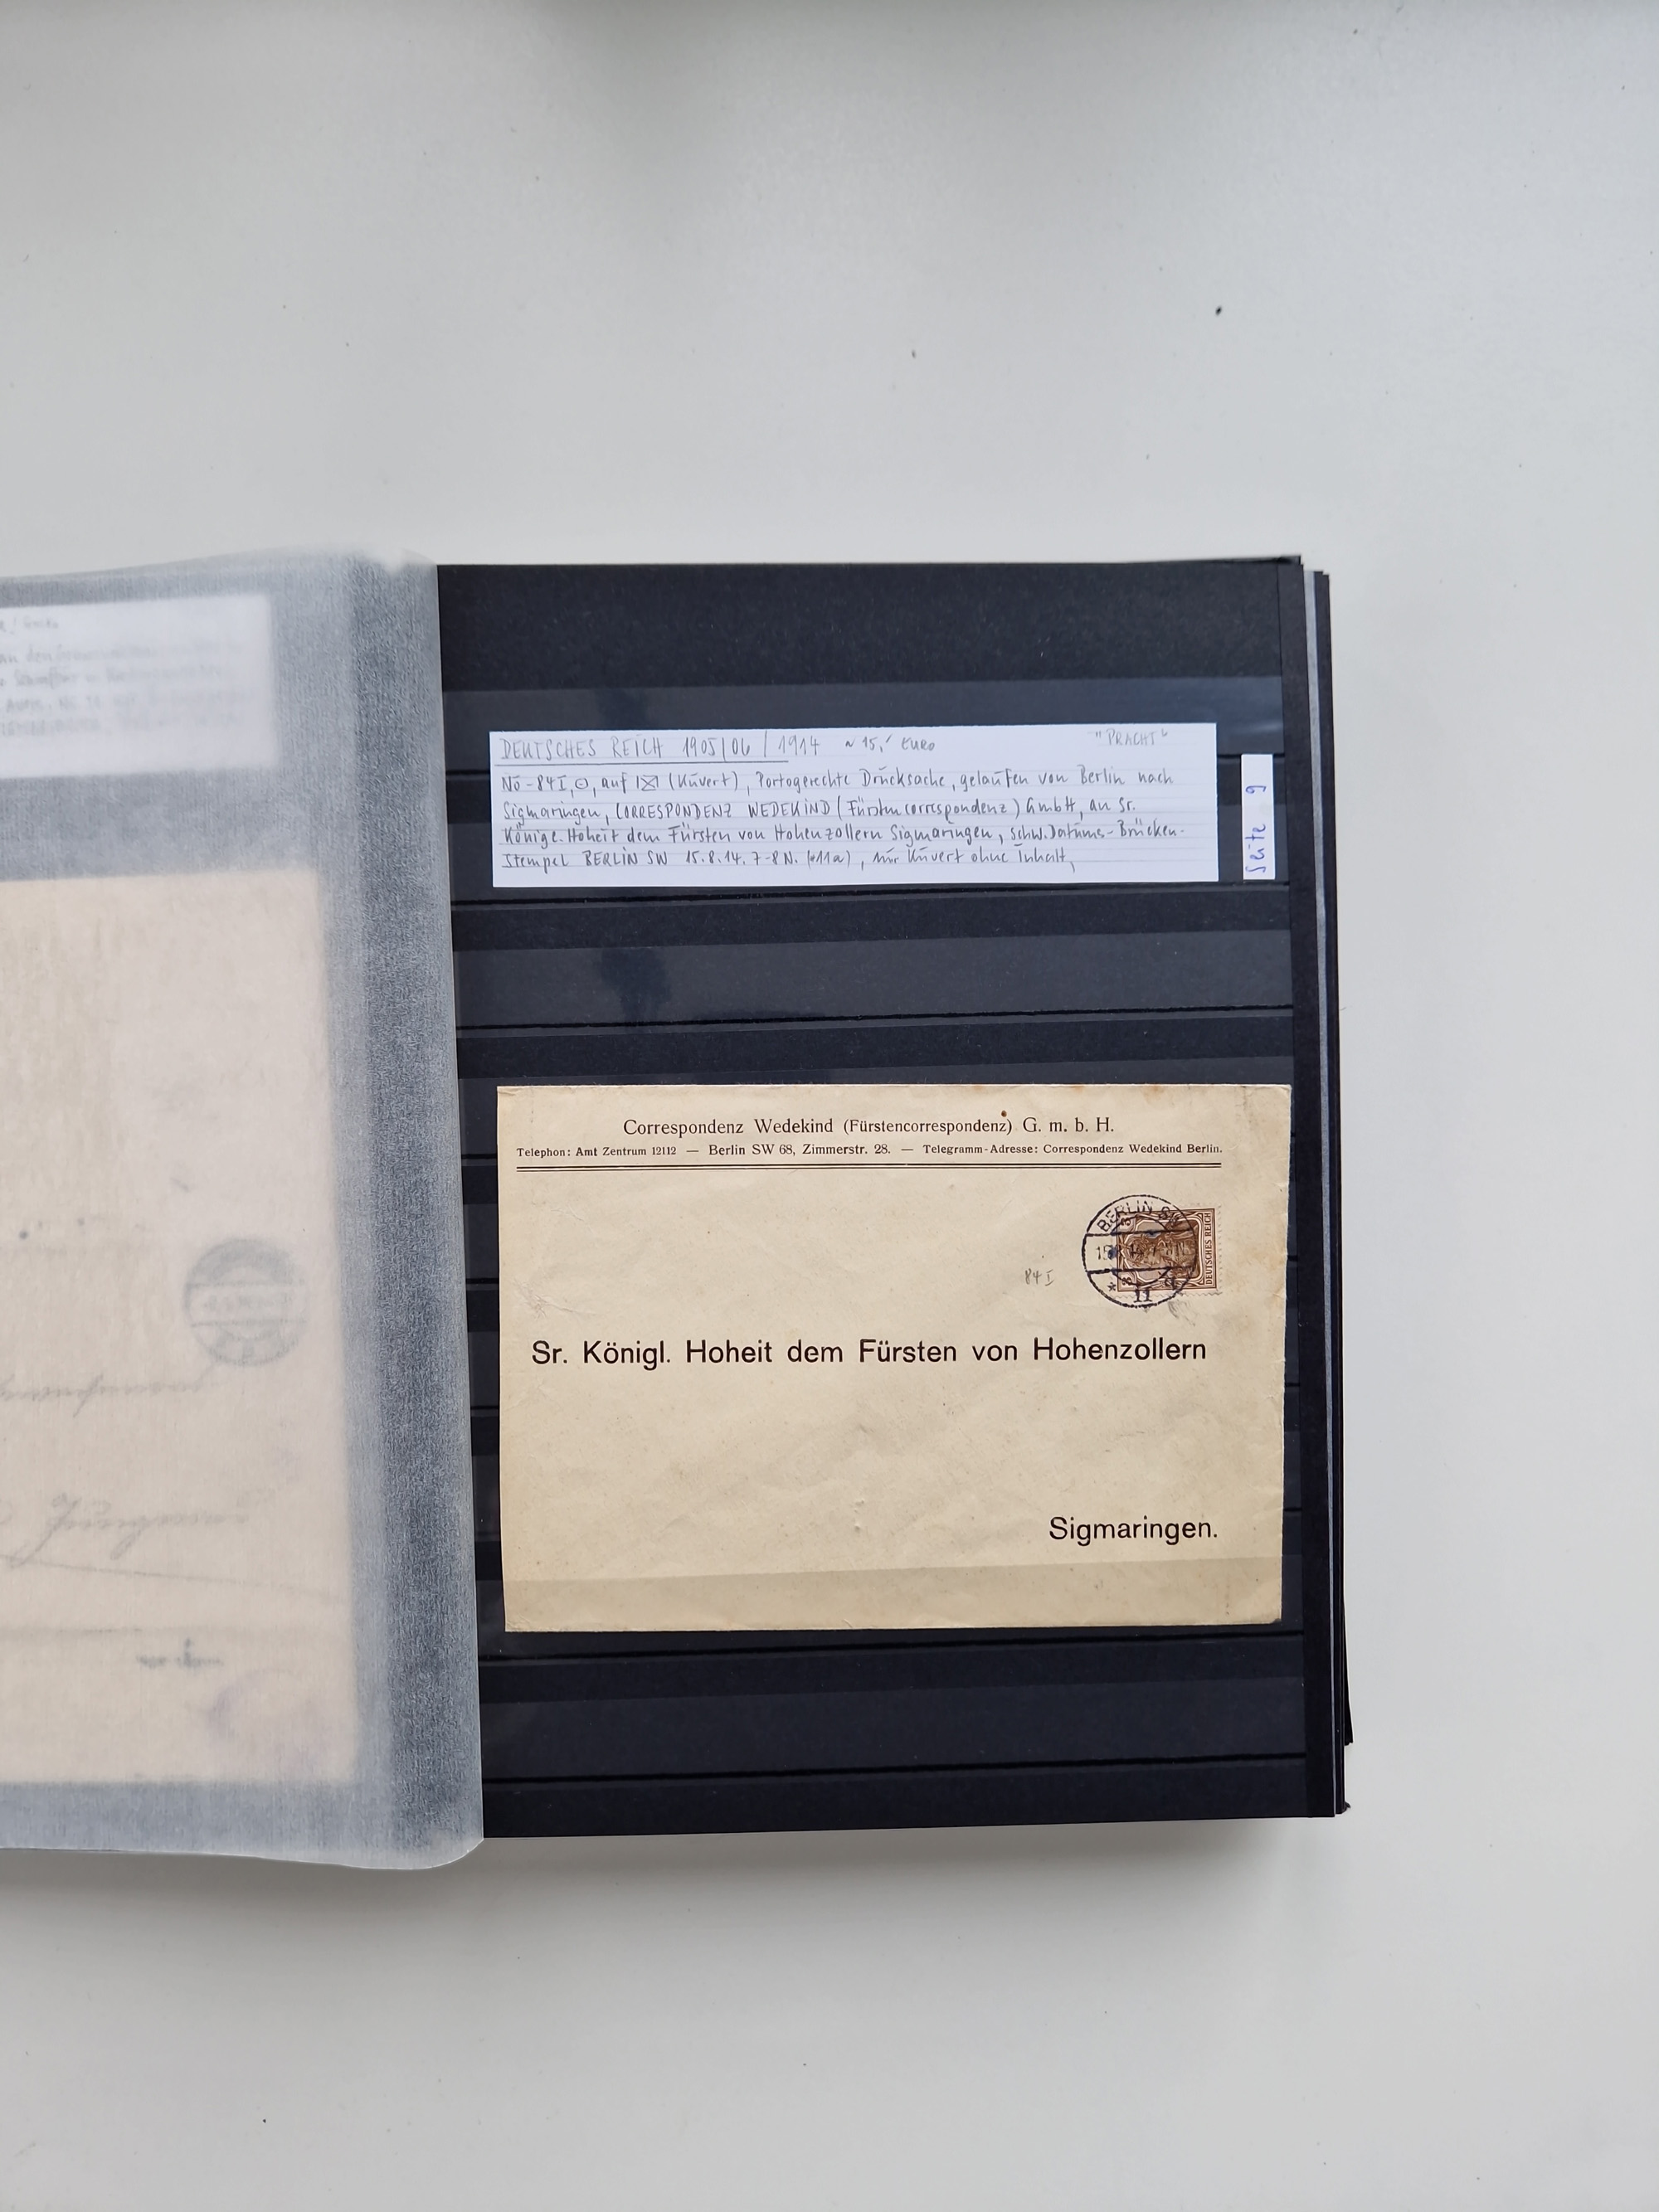 DEUTSCHES REICH 1905/06 / 1914 ~ 15,- Euro "PRACHT"
No-84I, auf (Kuvert), Portogerechte Drucksache, gelaufen von Berlin nach
Sigmaringen, CORRESPONDENZ WEDEKIND (Fürstencorrespondenz) GmbH, an Sr.
Königl. Hoheit dem Fürsten von Hohenzollern Sigmaringen, schw. Datums-Brücken-
Stempel BERLIN SW 15.8.14. 7-8 N. (*11a), nur Kuvert ohne Inhalt,
Seite 9
Correspondenz Wedekind (Fürstencorrespondenz) G. m. b. H.
Telephon: Amt Zentrum 12112 — Berlin SW 68, Zimmerstr. 28. — Telegramm-Adresse: Correspondenz Wedekind Berlin.
BERLIN SW
11
DEUTSCHES REICH
84 I
Sr. Königl. Hoheit dem Fürsten von Hohenzollern
Sigmaringen.